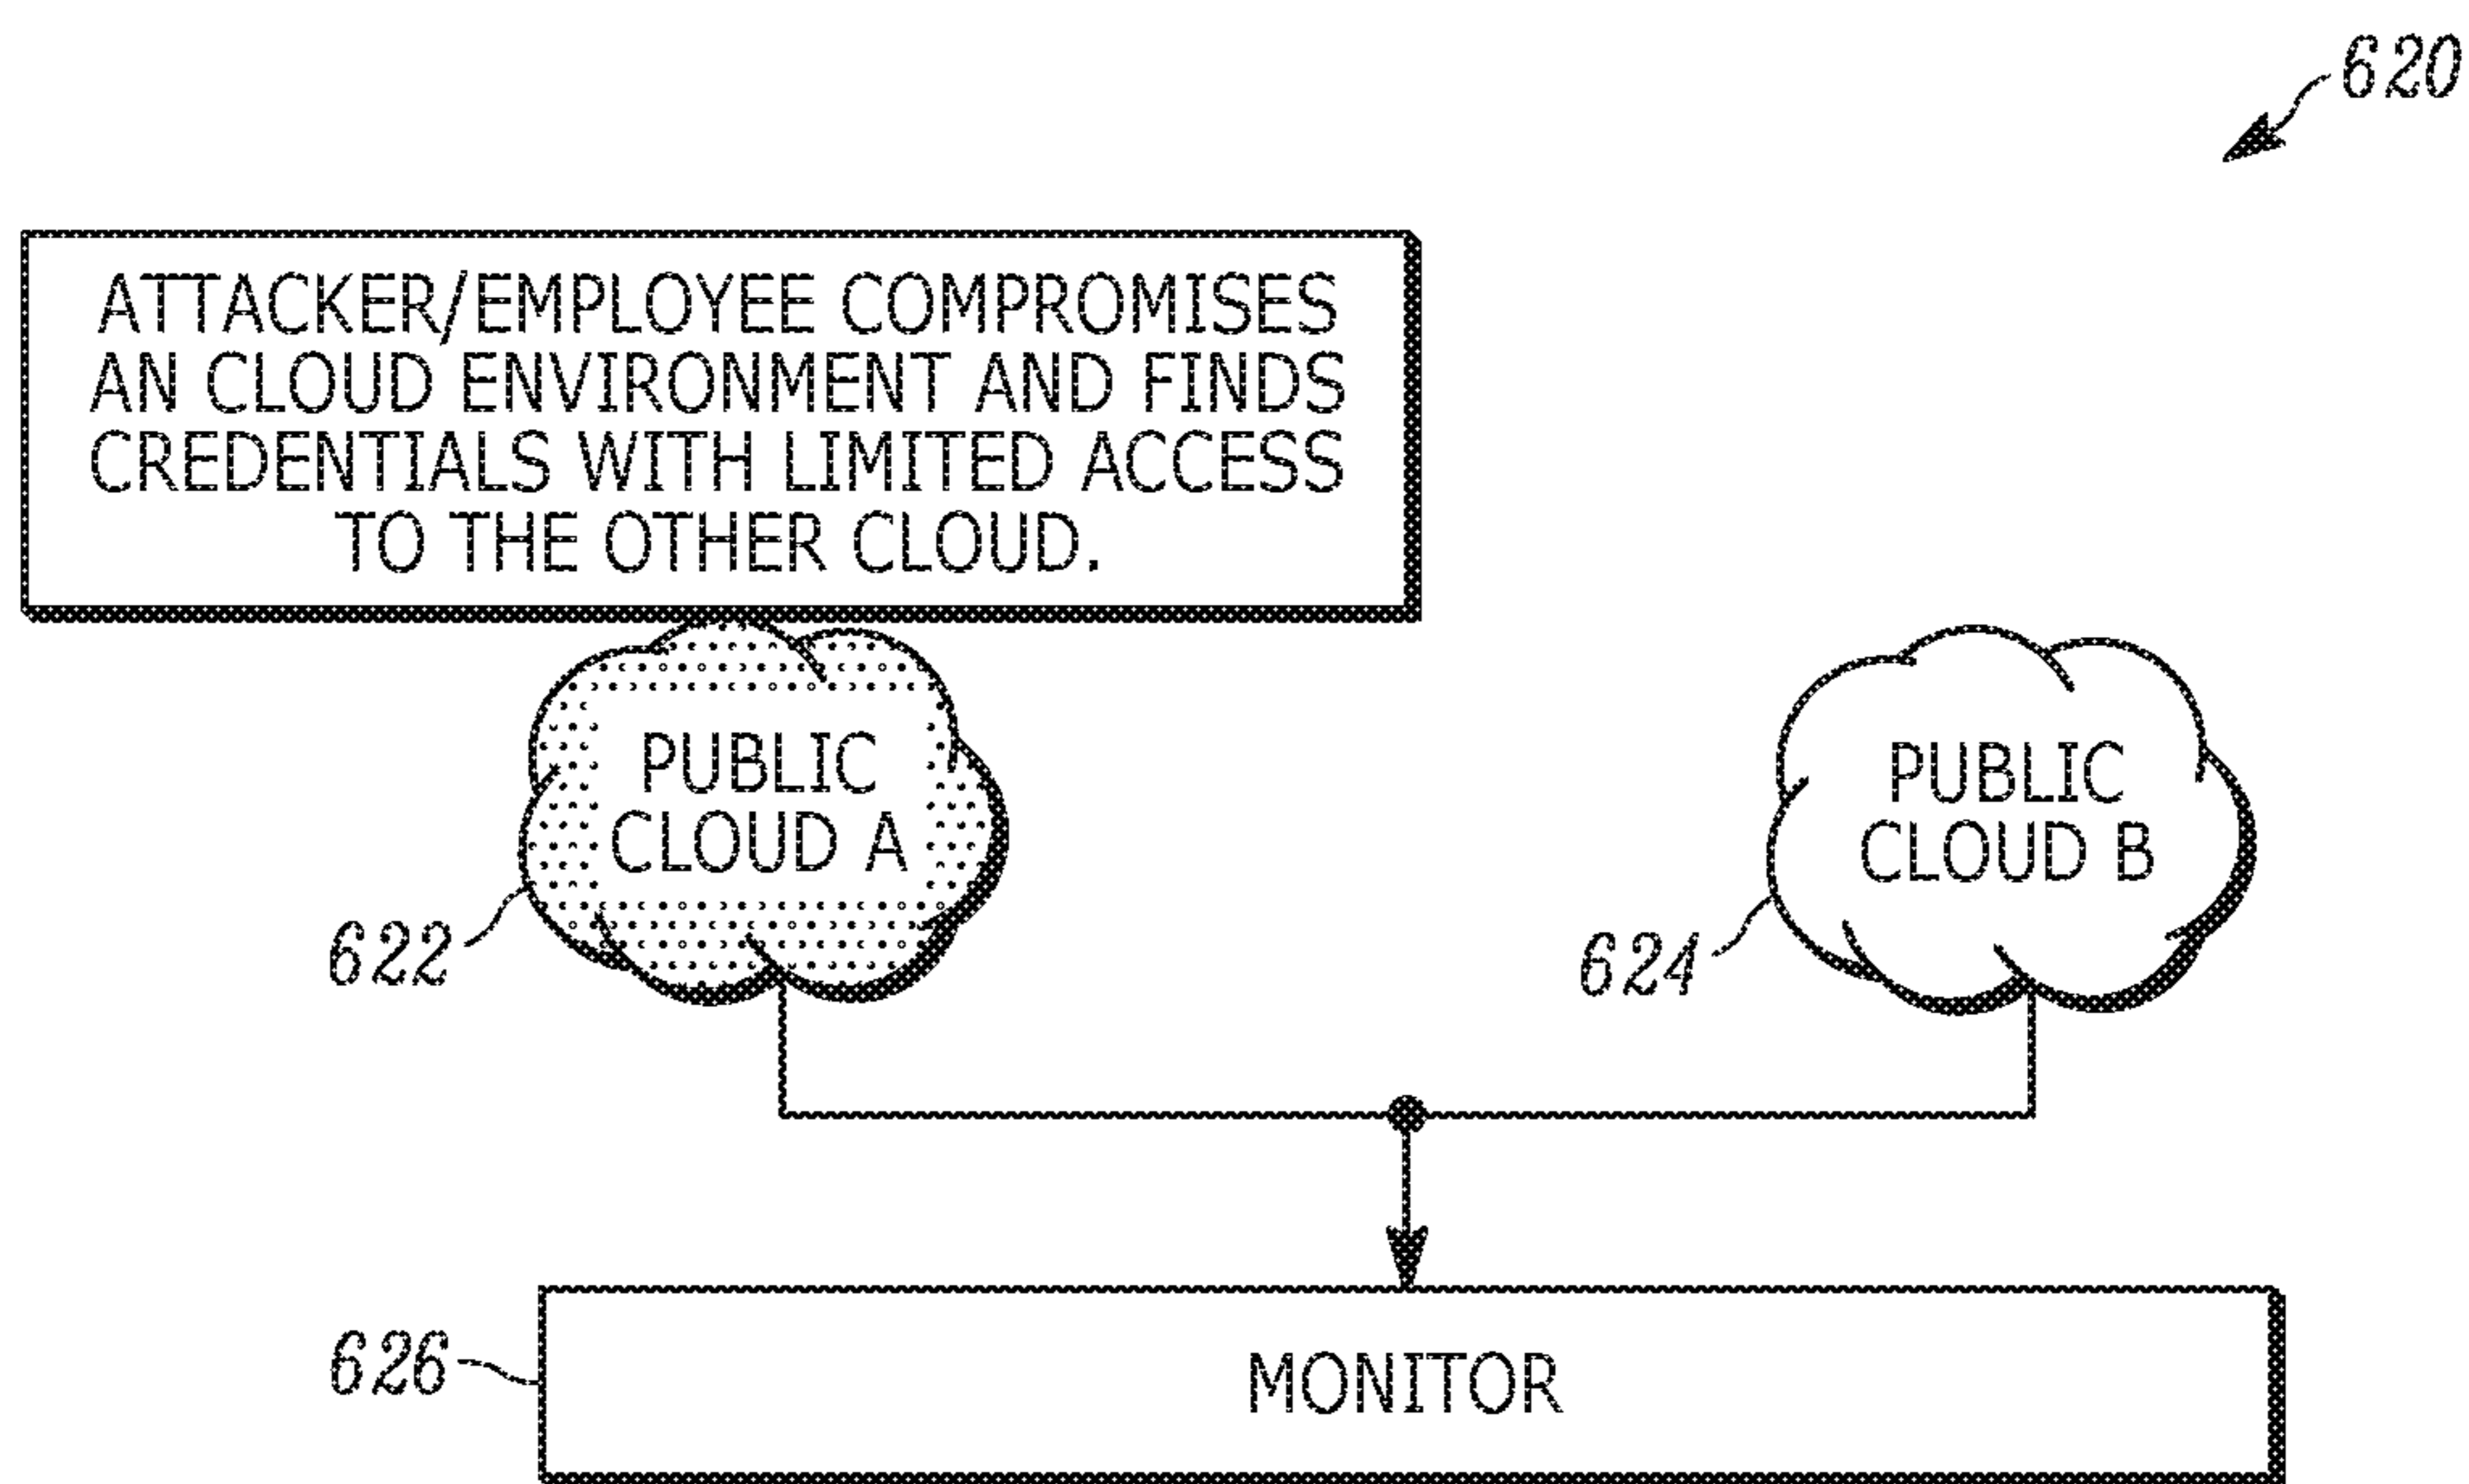 620
ATTACKER/EMPLOYEE COMPROMISES
AN CLOUD ENVIRONMENT AND FINDS
CREDENTIALS WITH LIMITED ACCESS
TO THE OTHER CLOUD.
PUBLIC
CLOUD A
622
PUBLIC
CLOUD B
624
626
MONITOR